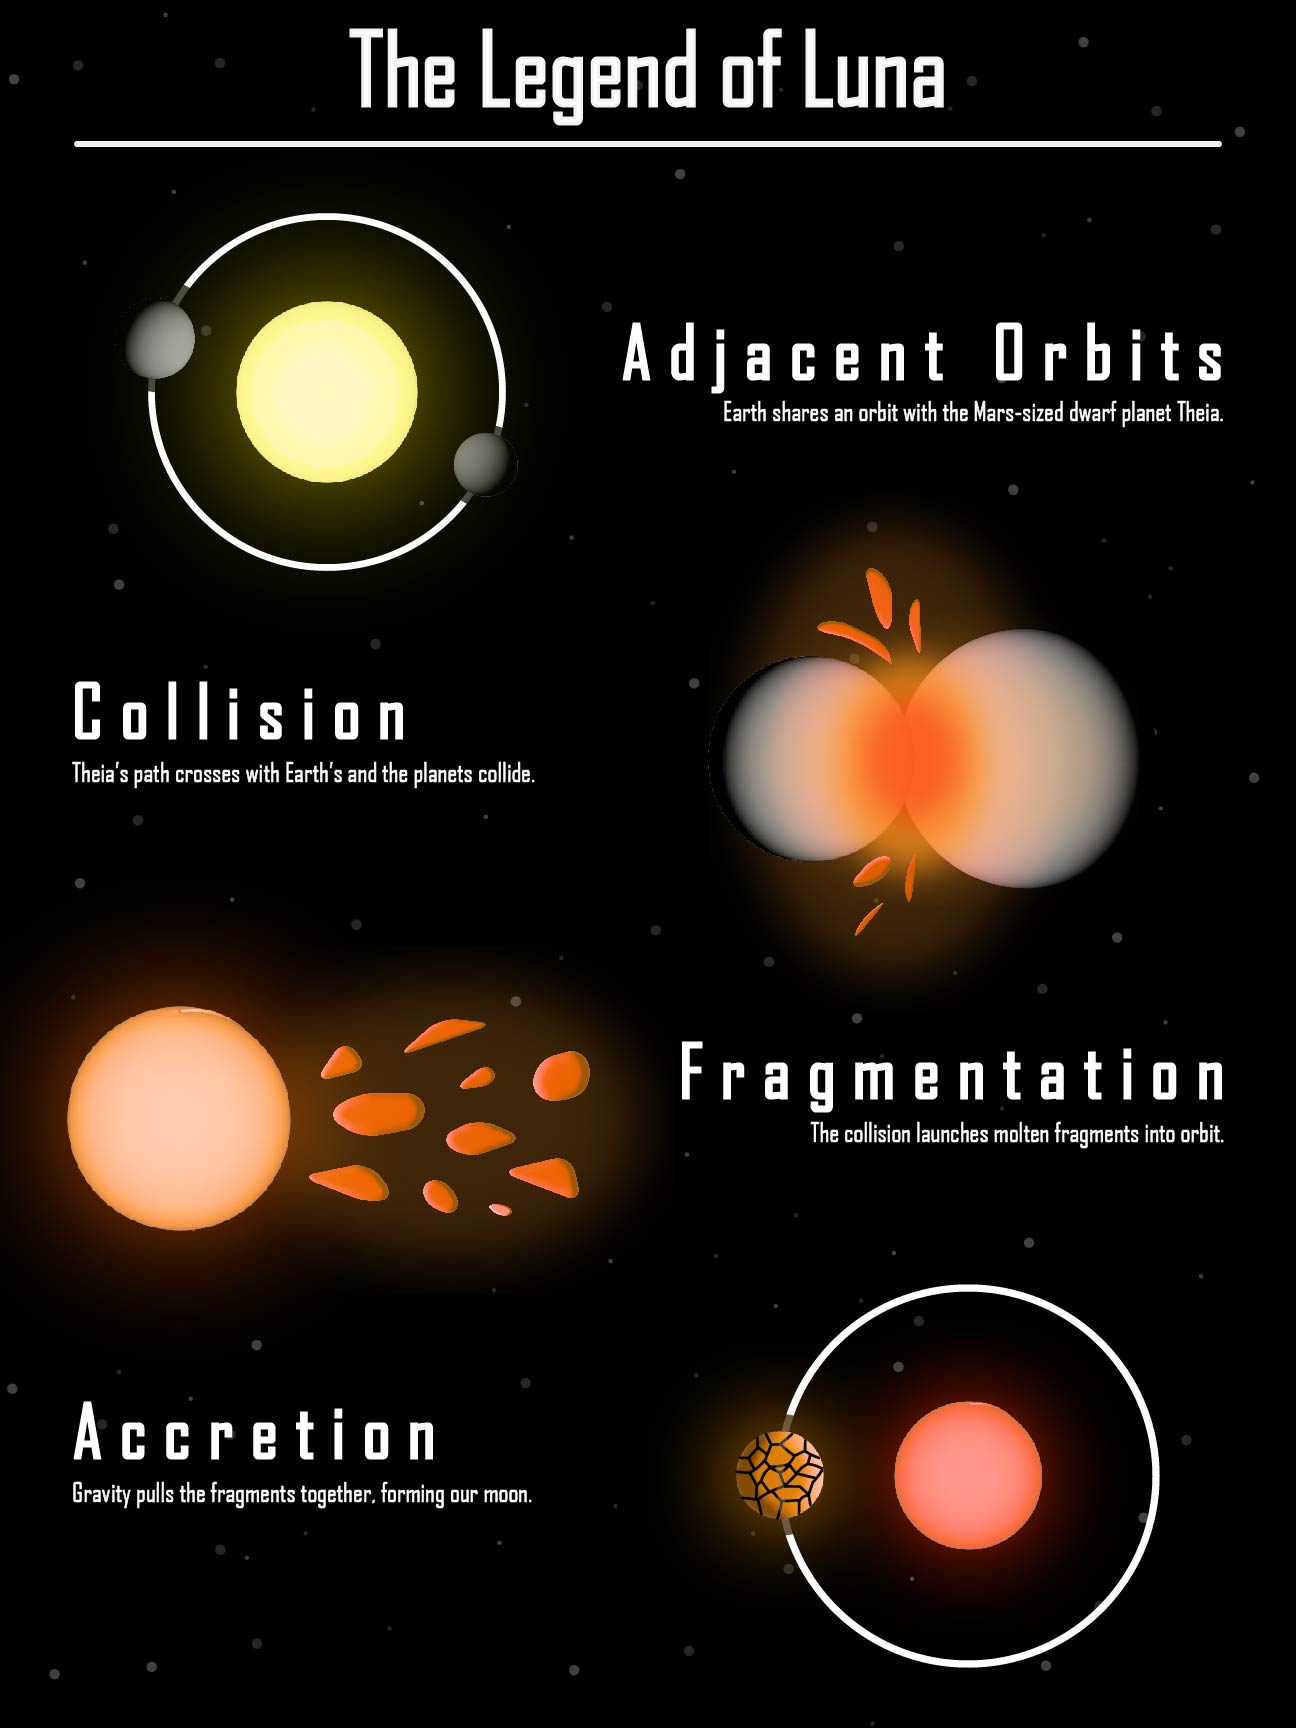 The Legend of Luna
Adjacent Orbits
Earth shares an orbit with the Mars-sized dwarf planet Theia.
Collision
Theia's path crosses with Earth's and the planets collide.
Fragmentation
The collision launches molten fragments into orbit.
Accretion
Gravity pulls the fragments together, forming our moon.